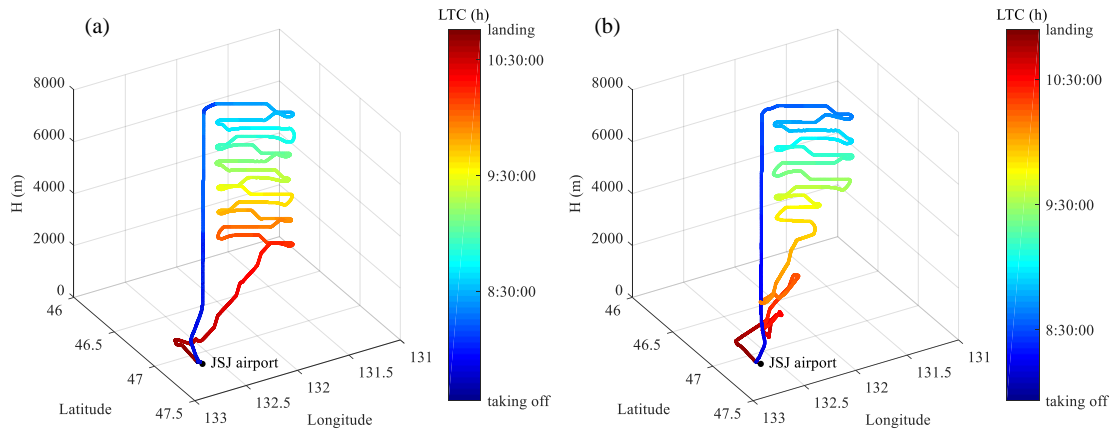 (a)
LTC (h)
landing
10:30:00
9:30:00
8:30:00
taking off
8000
6000
4000
2000
0
H (m)
46
46.5
47
47.5
Latitude
133
132.5
132
131.5
131
Longitude
JSJ airport
(b)
LTC (h)
landing
10:30:00
9:30:00
8:30:00
taking off
8000
6000
4000
2000
0
H (m)
46
46.5
47
47.5
Latitude
133
132.5
132
131.5
131
Longitude
JSJ airport